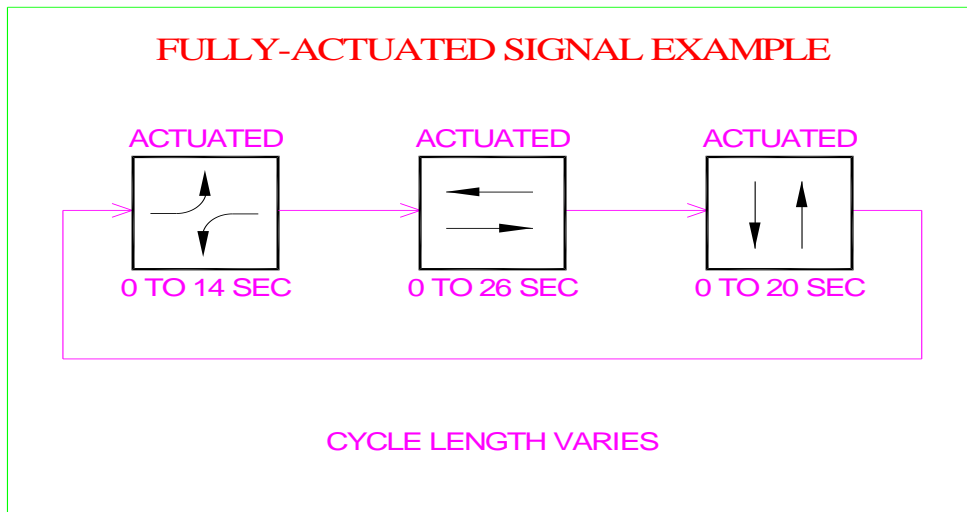 FULLY-ACTUATED SIGNAL EXAMPLE
ACTUATED ACTUATED ACTUATED
0 TO 14 SEC 0 TO 26 SEC 0 TO 20 SEC
CYCLE LENGTH VARIES